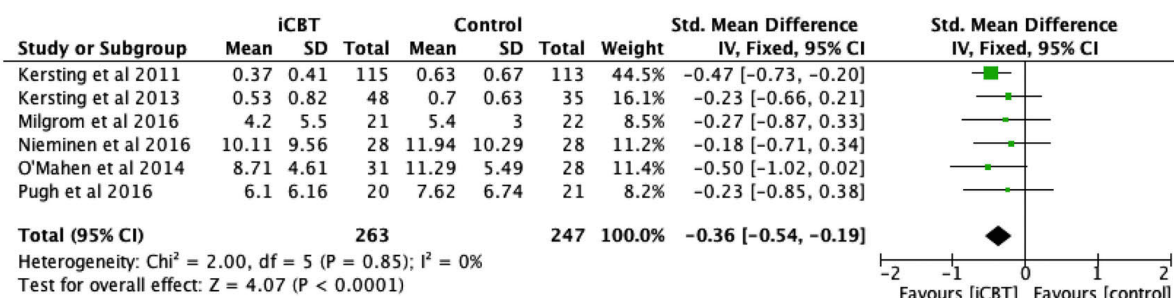 iCBT Control Std. Mean Difference Std. Mean Difference
Study or Subgroup Mean SD Total Mean SD Total Weight IV, Fixed, 95% CI IV, Fixed, 95% CI
Kersting et al 2011 0.37 0.41 115 0.63 0.67 113 44.5% −0.47 [−0.73, −0.20]
Kersting et al 2013 0.53 0.82 48 0.7 0.63 35 16.1% −0.23 [−0.66, 0.21]
Milgrom et al 2016 4.2 5.5 21 5.4 3 22 8.5% −0.27 [−0.87, 0.33]
Nieminen et al 2016 10.11 9.56 28 11.94 10.29 28 11.2% −0.18 [−0.71, 0.34]
O'Mahen et al 2014 8.71 4.61 31 11.29 5.49 28 11.4% −0.50 [−1.02, 0.02]
Pugh et al 2016 6.1 6.16 20 7.62 6.74 21 8.2% −0.23 [−0.85, 0.38]
Total (95% CI) 263 247 100.0% −0.36 [−0.54, −0.19]
Heterogeneity: Chi² = 2.00, df = 5 (P = 0.85); I² = 0%
Test for overall effect: Z = 4.07 (P < 0.0001)
−2 −1 0 1 2
Favours [iCBT] Favours [control]